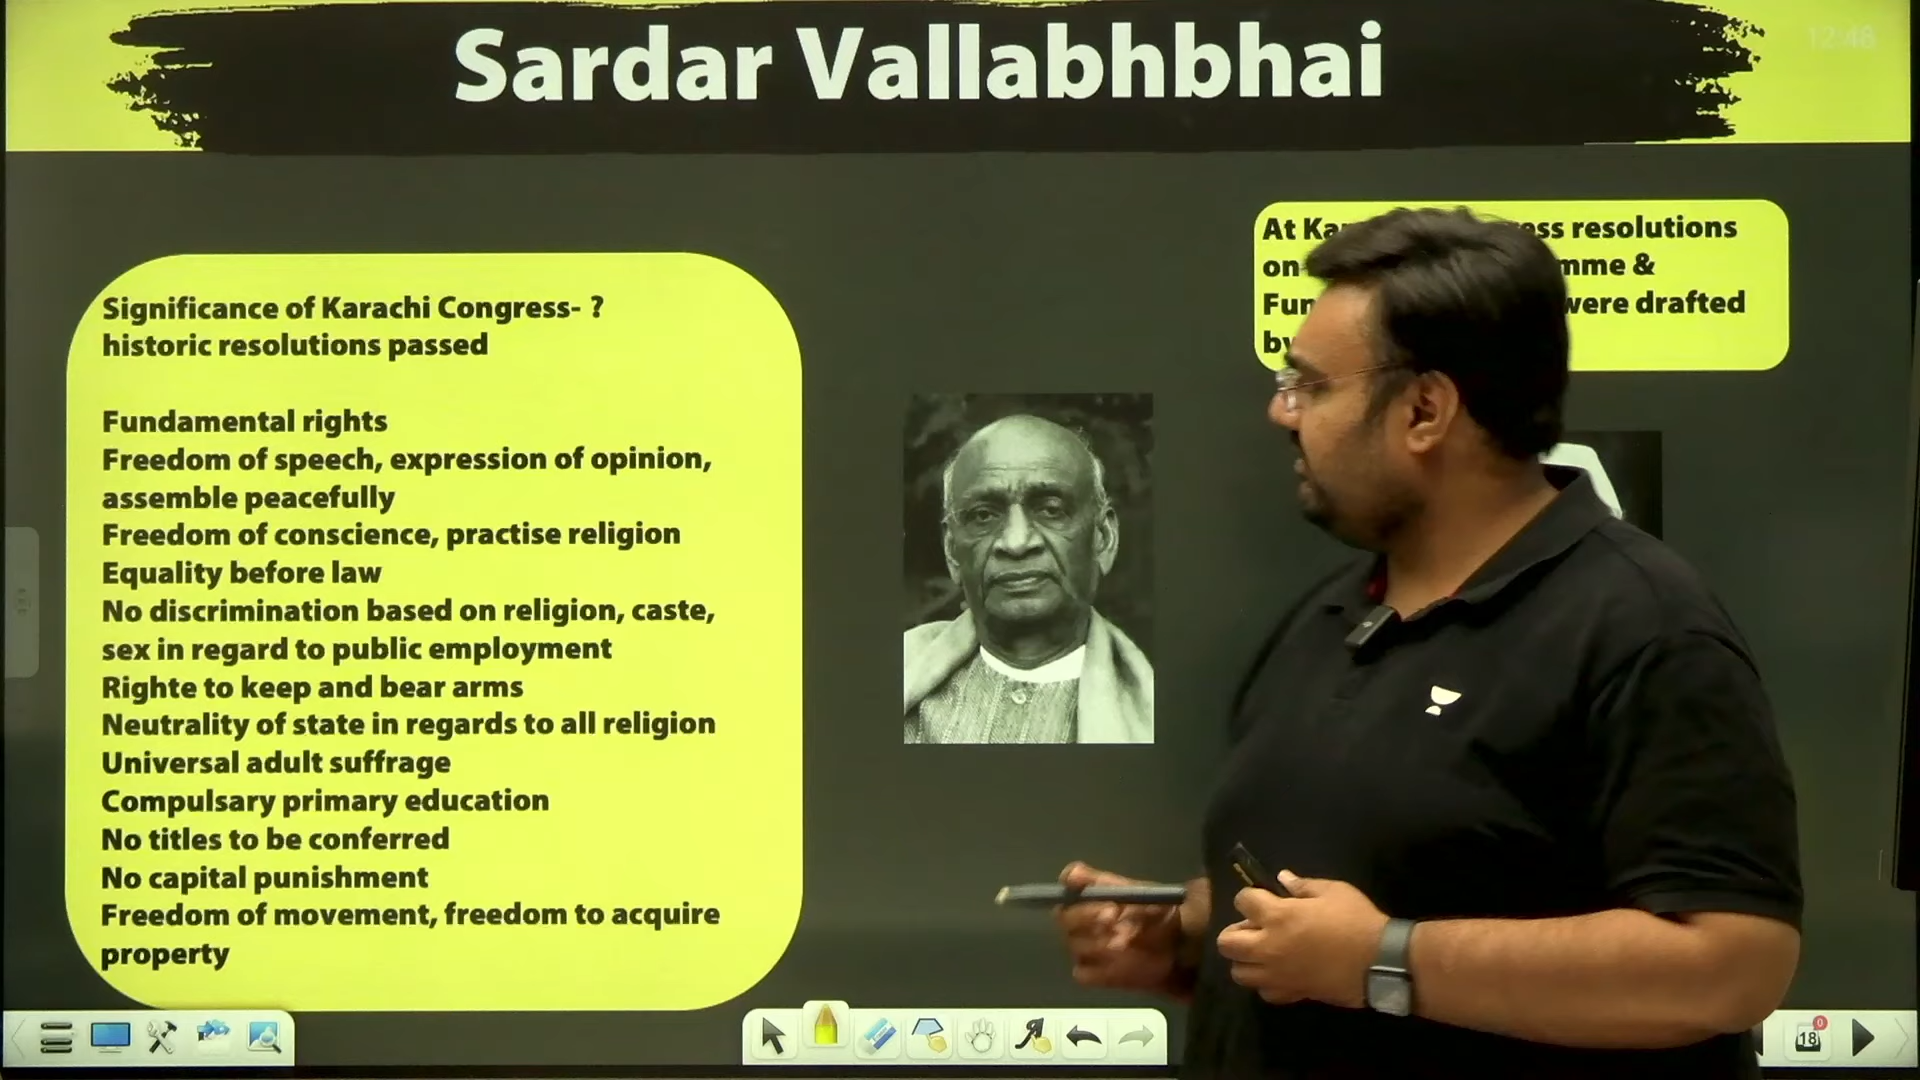 Sardar Vallabhbhai
12:48
At ess resolutions
on mme &
were drafted
by
Significance of Karachi Congress- ?
historic resolutions passed
Fundamental rights
Freedom of speech, expression of opinion,
assemble peacefully
Freedom of conscience, practise religion
Equality before law
No discrimination based on religion, caste,
sex in regard to public employment
Righte to keep and bear arms
Neutrality of state in regards to all religion
Universal adult suffrage
Compulsary primary education
No titles to be conferred
No capital punishment
Freedom of movement, freedom to acquire
property
18
0